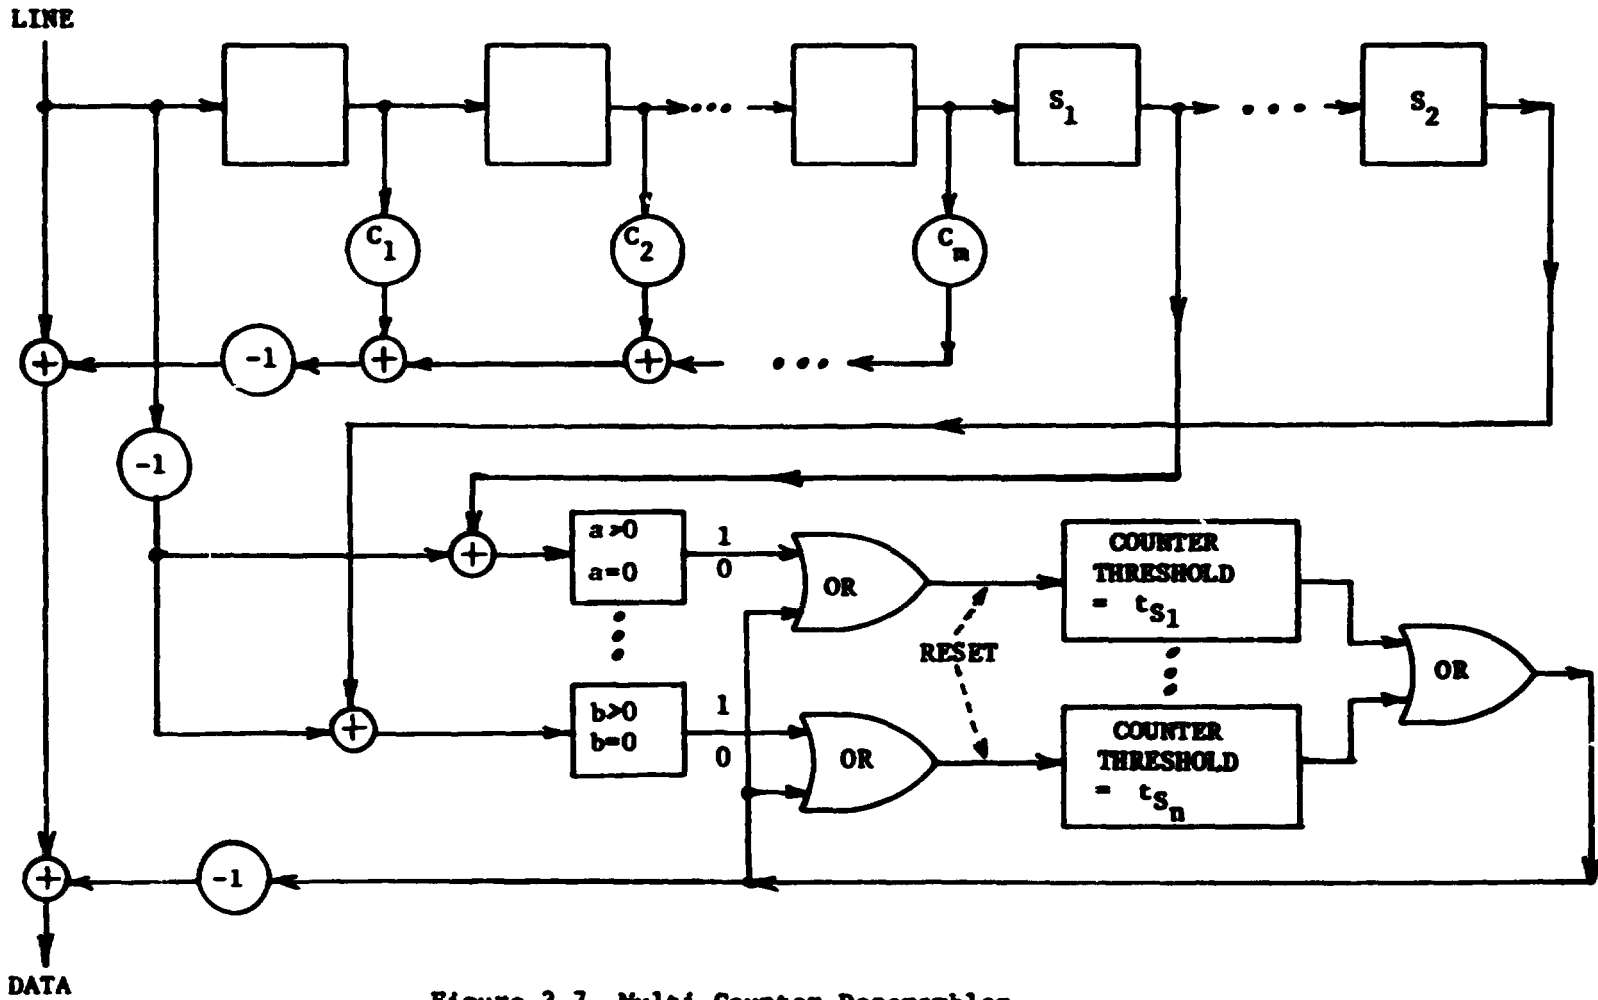 LINE
S1
S2
C1
C2
Cm
+
-1
+
+
-1
a>0
a=0
1
0
+
OR
COUNTER
THRESHOLD
= tS1
RESET
OR
b>0
b=0
1
0
+
OR
COUNTER
THRESHOLD
= tSn
+
-1
DATA
Figure 2.7 Multi Counter Descrambler